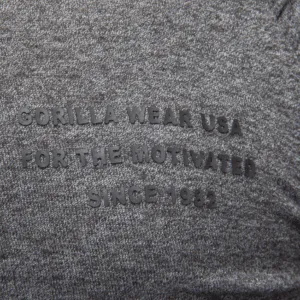 GORILLA WEAR USA
FOR THE MOTIVATED
SINCE 1982